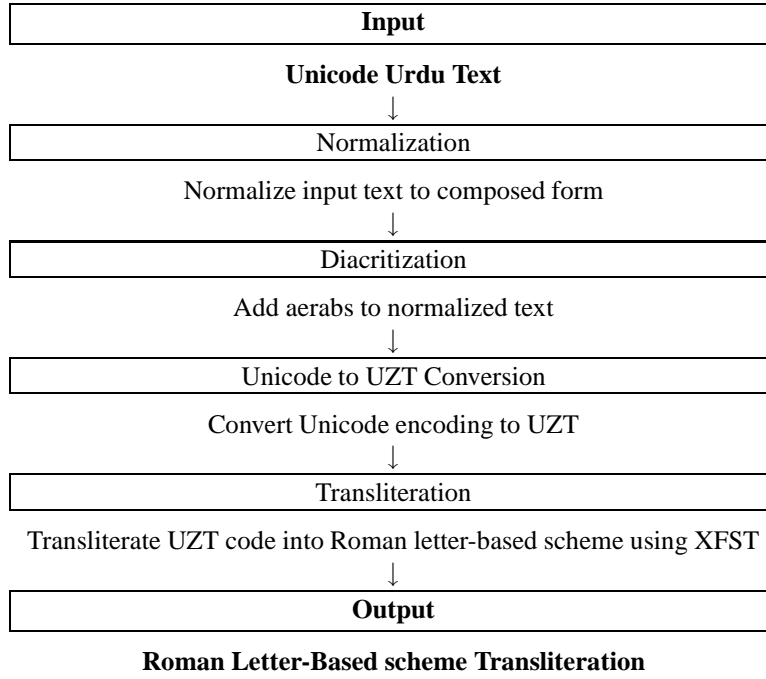 Input
Unicode Urdu Text
↓
Normalization
Normalize input text to composed form
↓
Diacritization
Add aerabs to normalized text
↓
Unicode to UZT Conversion
Convert Unicode encoding to UZT
↓
Transliteration
Transliterate UZT code into Roman letter-based scheme using XFST
↓
Output
Roman Letter-Based scheme Transliteration